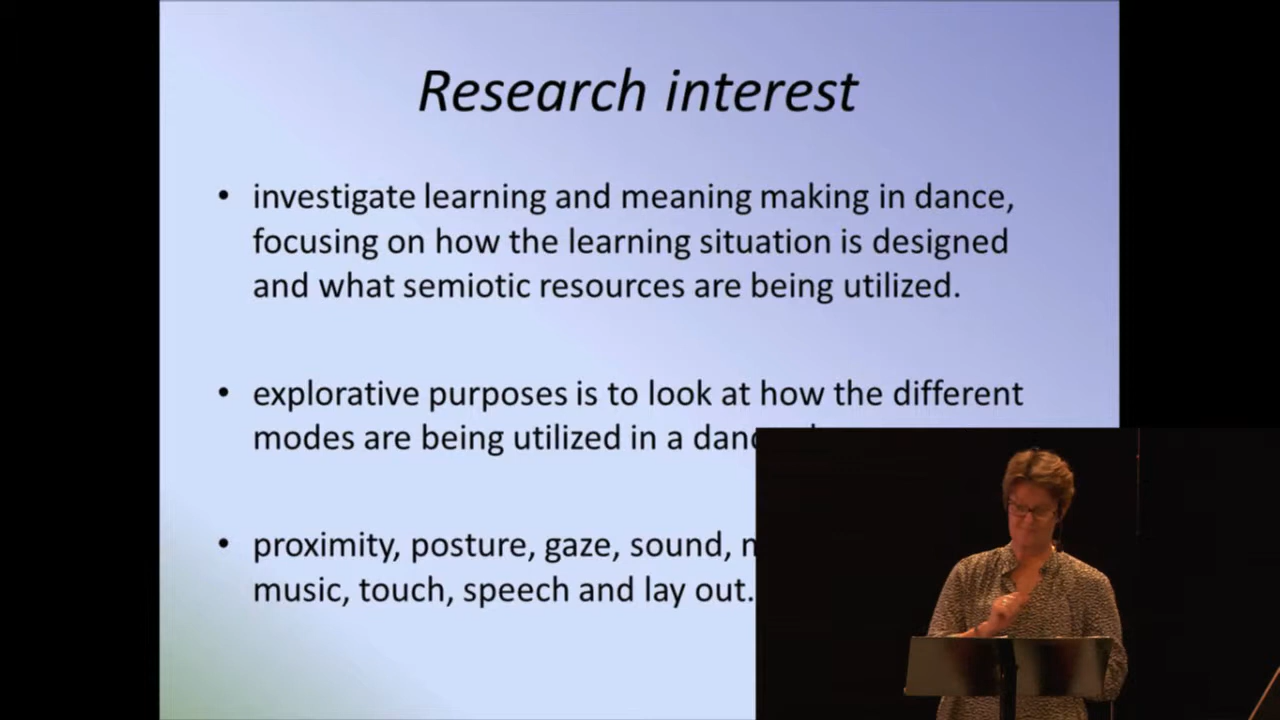 Research interest
• investigate learning and meaning making in dance,
focusing on how the learning situation is designed
and what semiotic resources are being utilized.
• explorative purposes is to look at how the different
modes are being utilized in a
• proximity, posture, gaze, sound,
music, touch, speech and lay out.